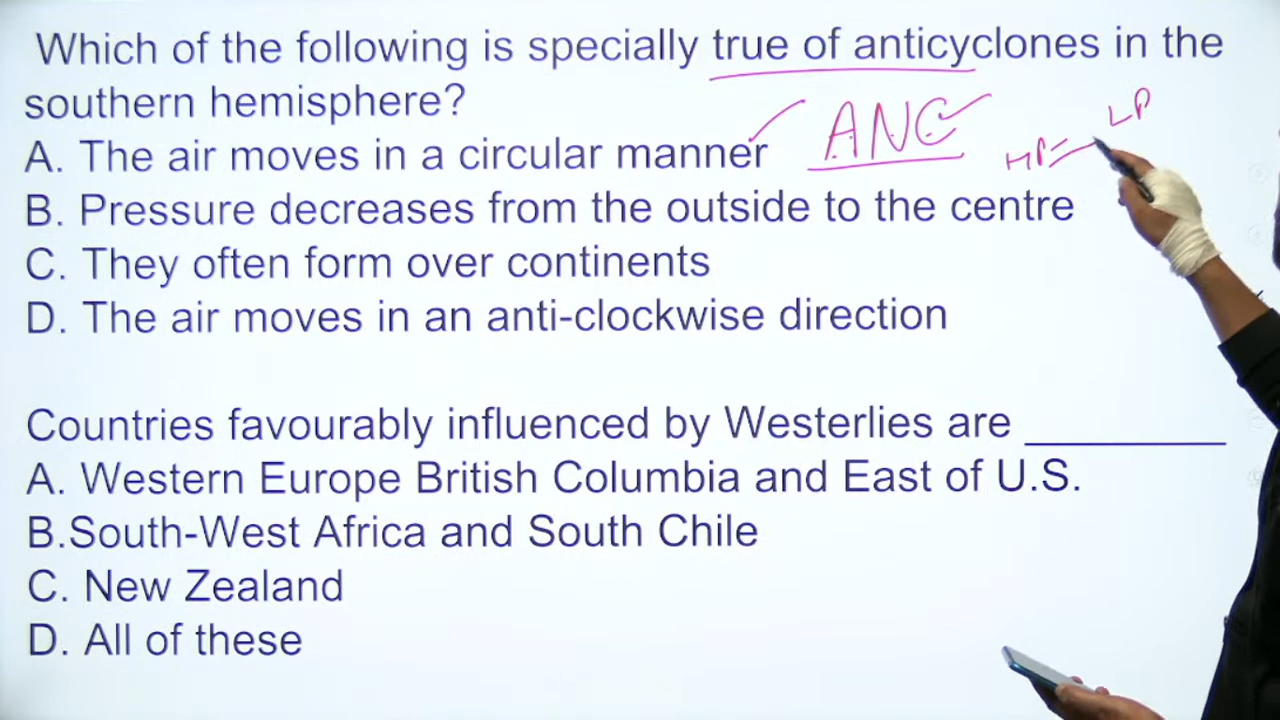 Which of the following is specially true of anticyclones in the
southern hemisphere?
A. The air moves in a circular manner
ANC
HP= LP
B. Pressure decreases from the outside to the centre
C. They often form over continents
D. The air moves in an anti-clockwise direction
Countries favourably influenced by Westerlies are __________
A. Western Europe British Columbia and East of U.S.
B.South-West Africa and South Chile
C. New Zealand
D. All of these